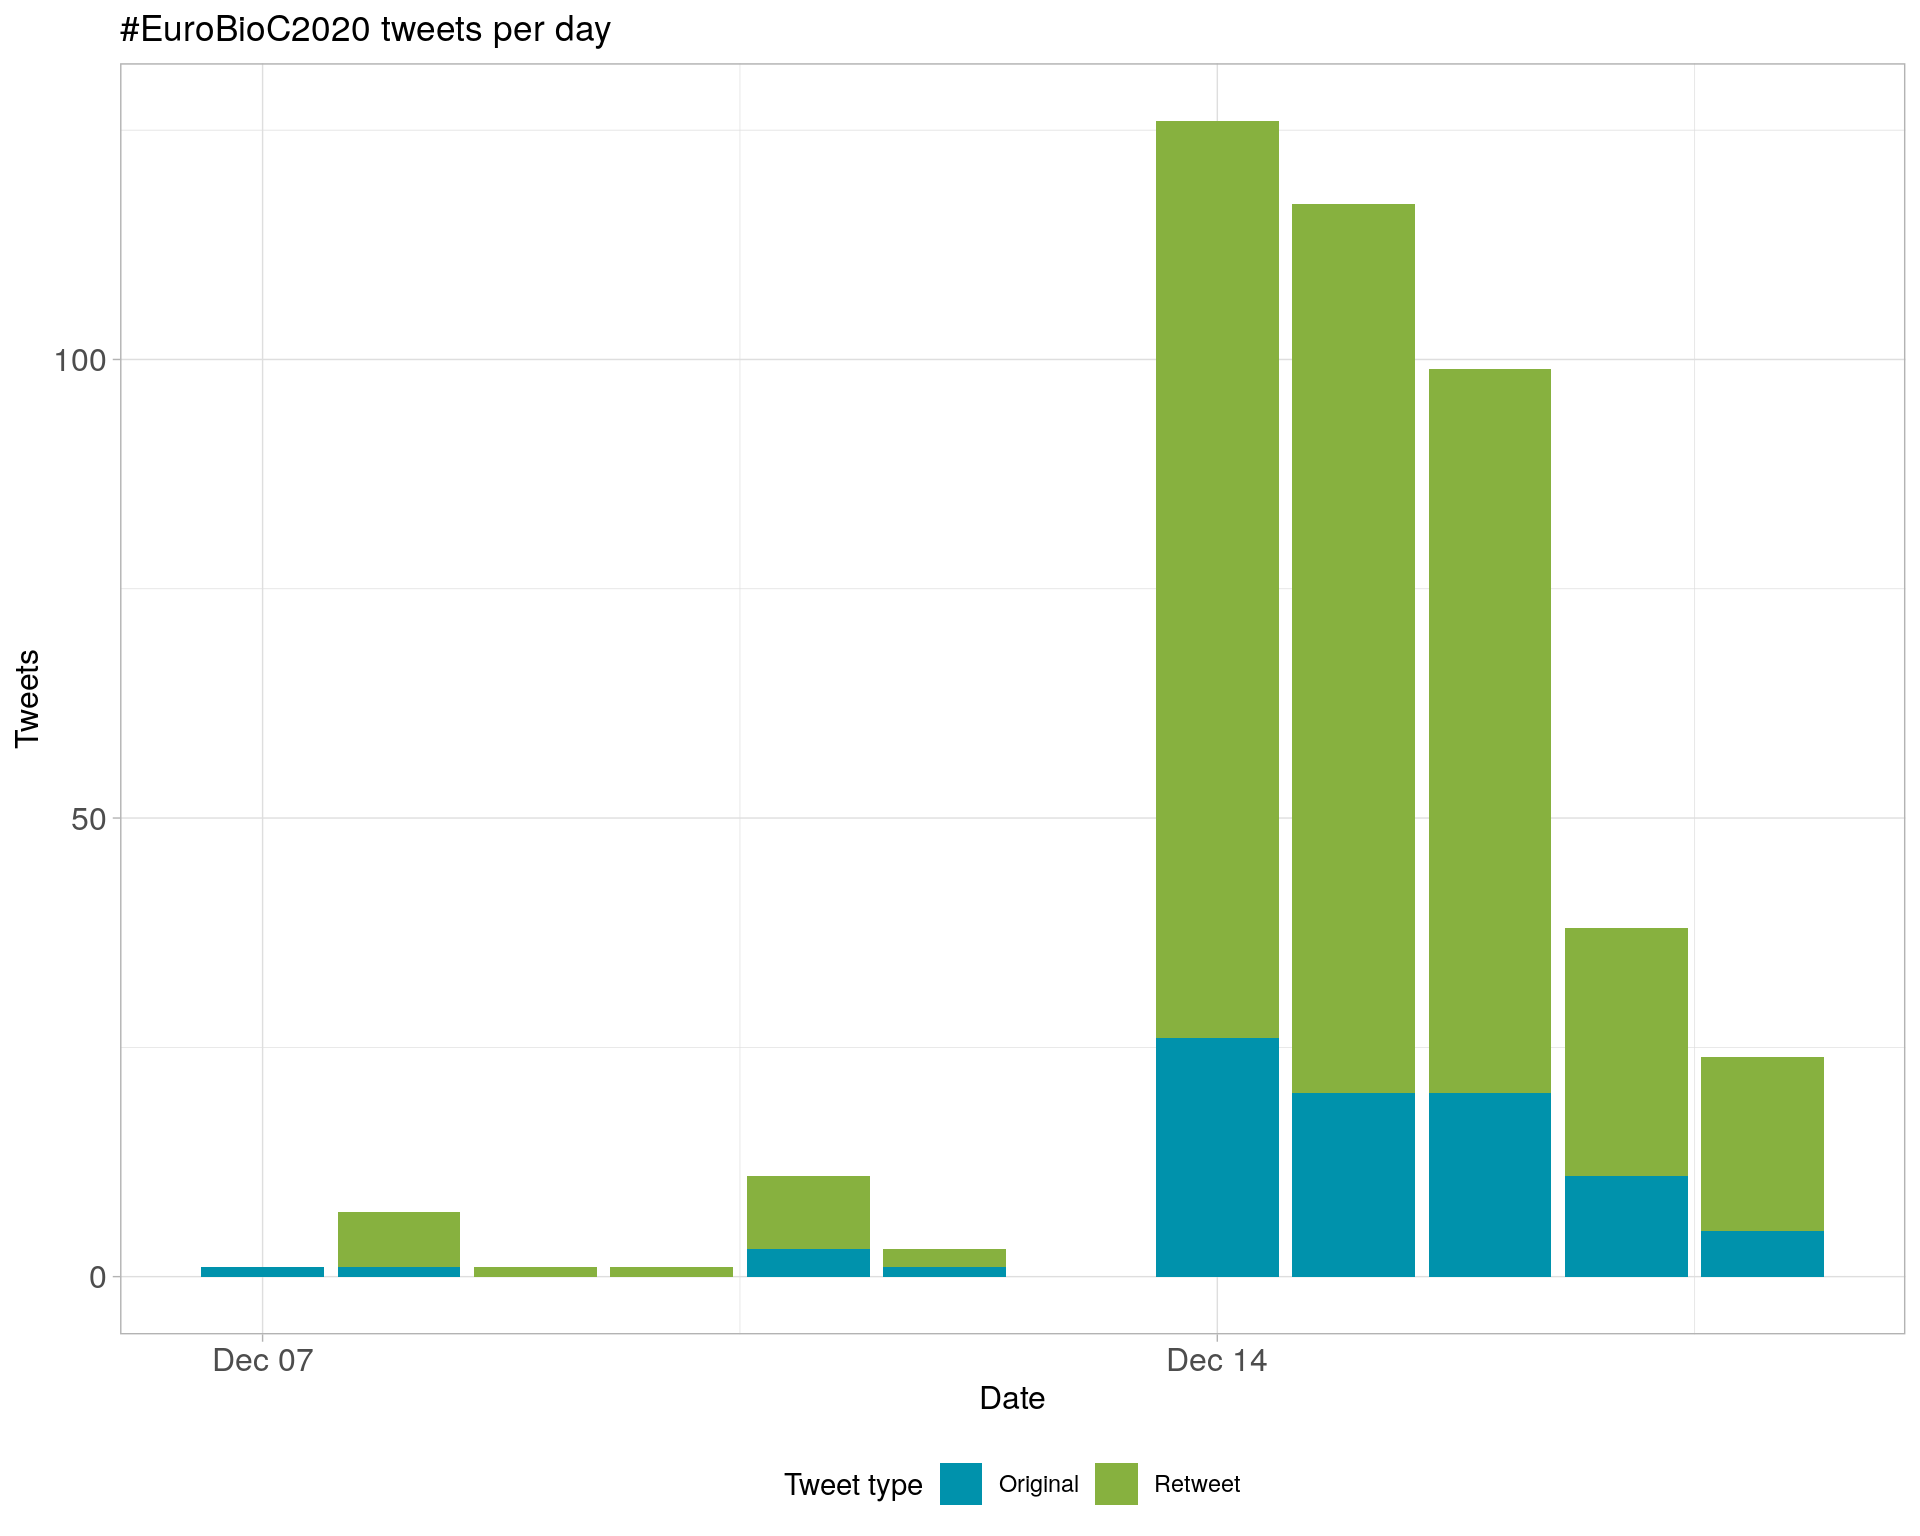 #EuroBioC2020 tweets per day
Tweets
100
50
0
Dec 07 Dec 14
Date
Tweet type Original Retweet